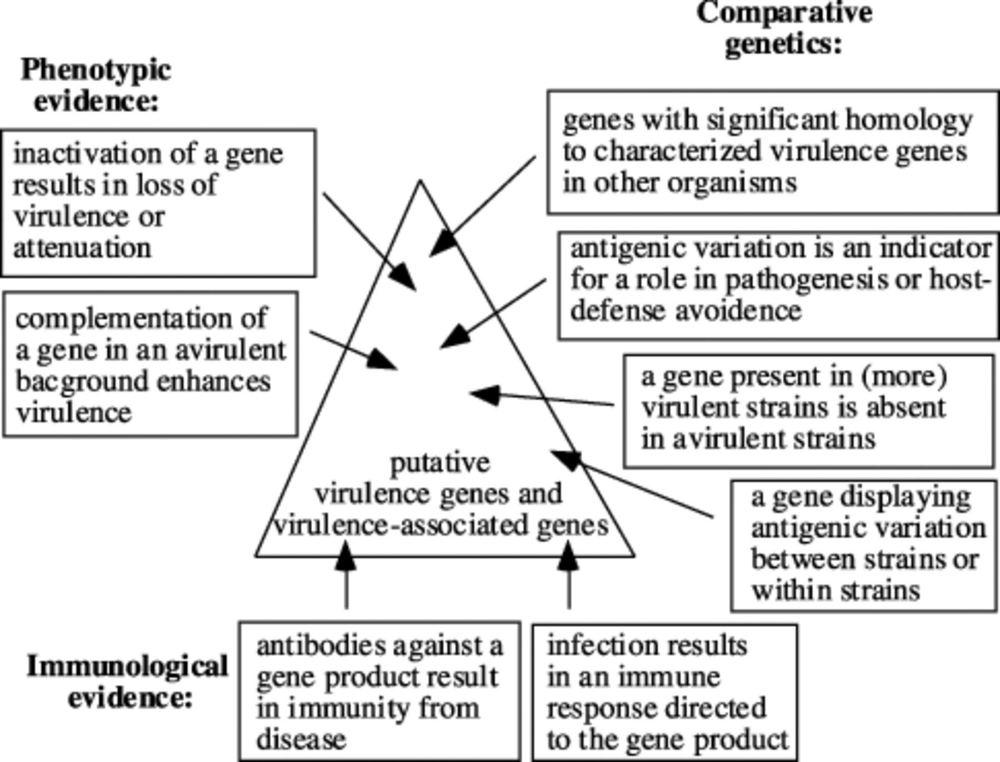 Comparative
genetics:
Phenotypic
evidence:
inactivation of a gene
results in loss of
virulence or
attenuation
complementation of
a gene in an avirulent
bacground enhances
virulence
genes with significant homology
to characterized virulence genes
in other organisms
antigenic variation is an indicator
for a role in pathogenesis or host-
defense avoidence
a gene present in (more)
virulent strains is absent
in avirulent strains
a gene displaying
antigenic variation
between strains or
within strains
putative
virulence genes and
virulence-associated genes
Immunological
evidence:
antibodies against a
gene product result
in immunity from
disease
infection results
in an immune
response directed
to the gene product